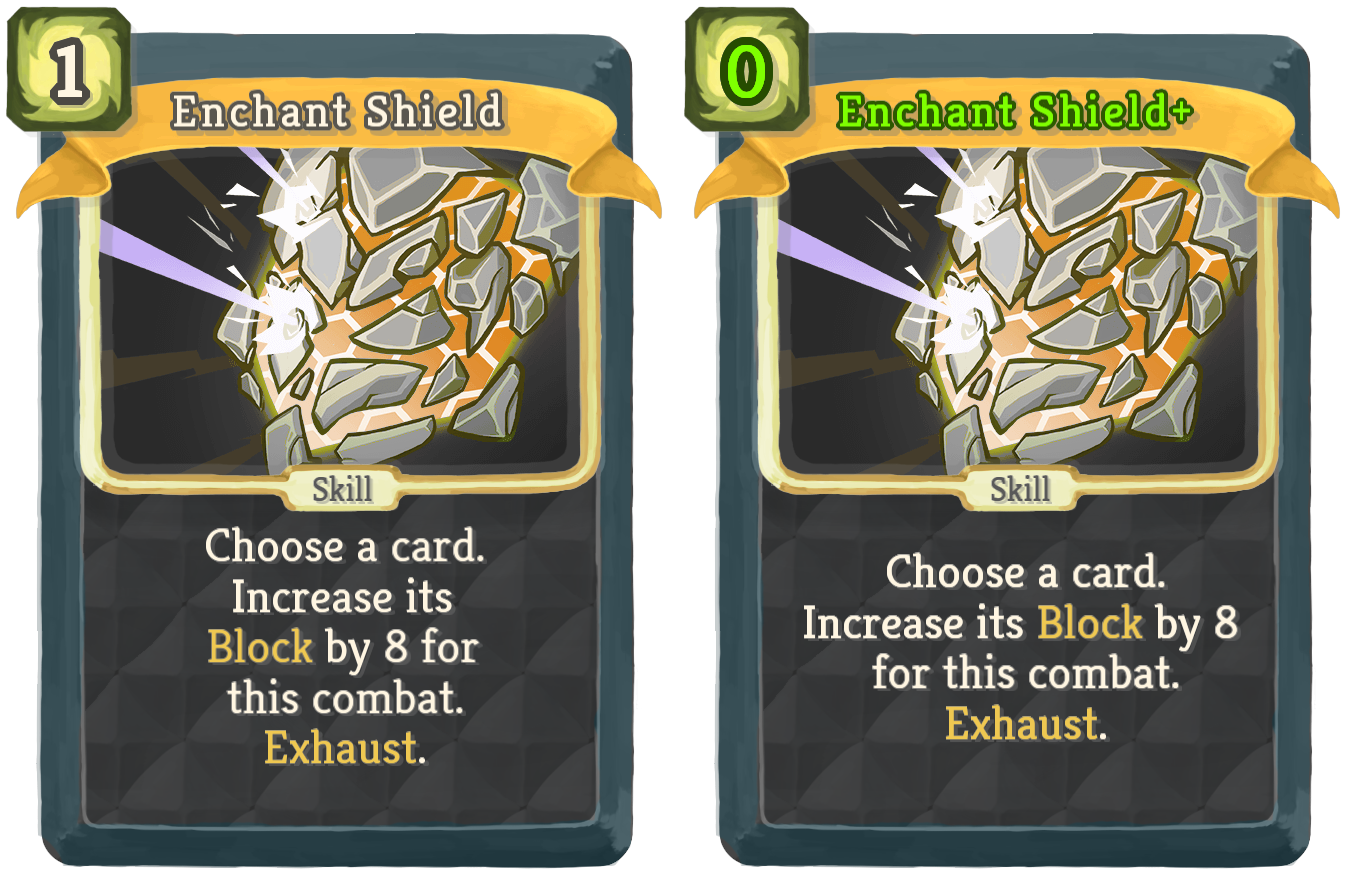 1
Enchant Shield
Skill
Choose a card.
Increase its
Block by 8 for
this combat.
Exhaust.
0
Enchant Shield+
Skill
Choose a card.
Increase its Block by 8
for this combat.
Exhaust.